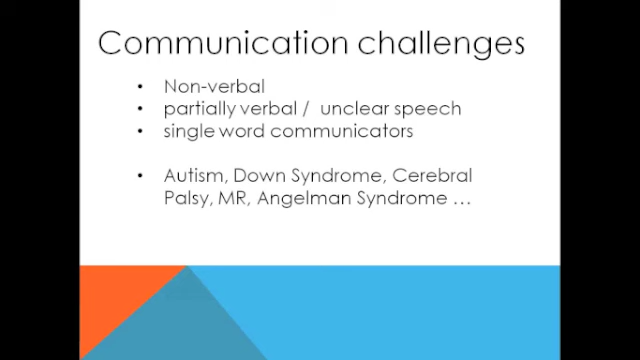 Communication challenges
• Non-verbal
• partially verbal / unclear speech
• single word communicators
• Autism, Down Syndrome, Cerebral
Palsy, MR, Angelman Syndrome …